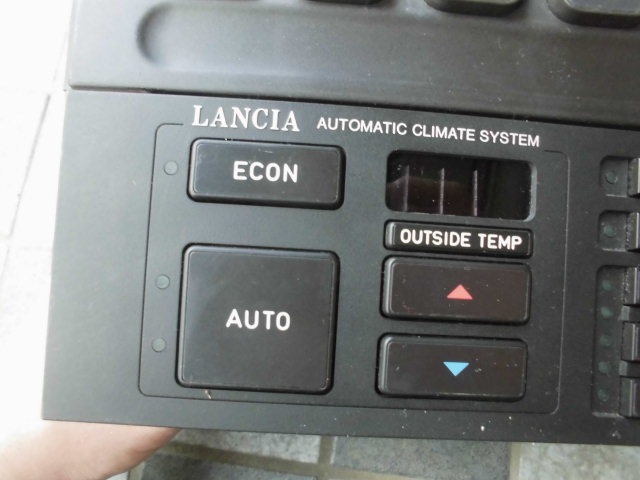 LANCIA AUTOMATIC CLIMATE SYSTEM
ECON
OUTSIDE TEMP
AUTO